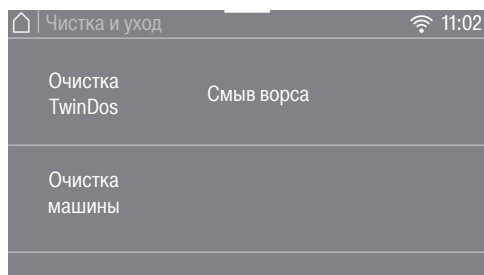 Чистка и уход 11:02
Очистка
TwinDos
Смыв ворса
Очистка
машины